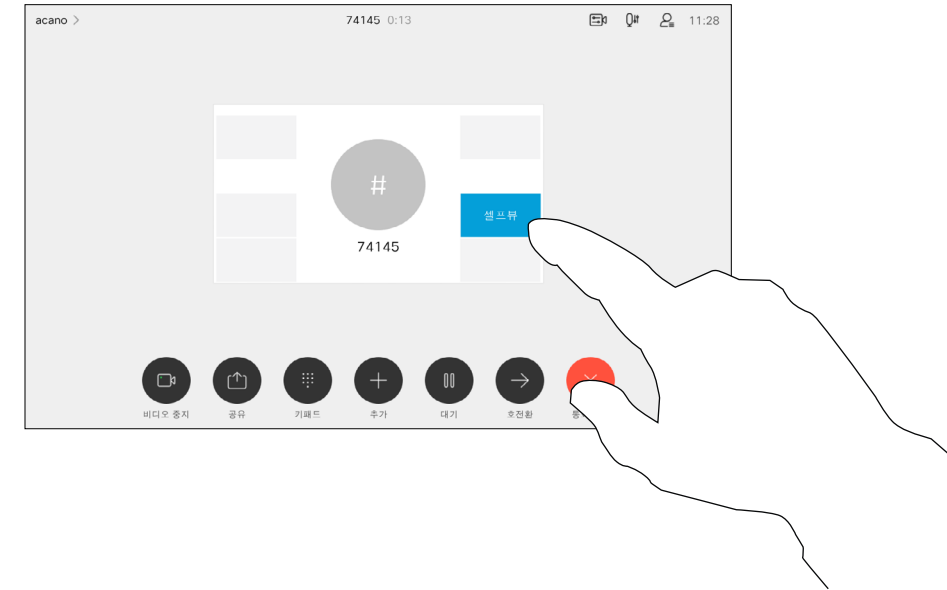 acano >
74145 0:13
11:28
#
셀프뷰
74145
비디오 중지
공유
키패드
추가
대기
호전환